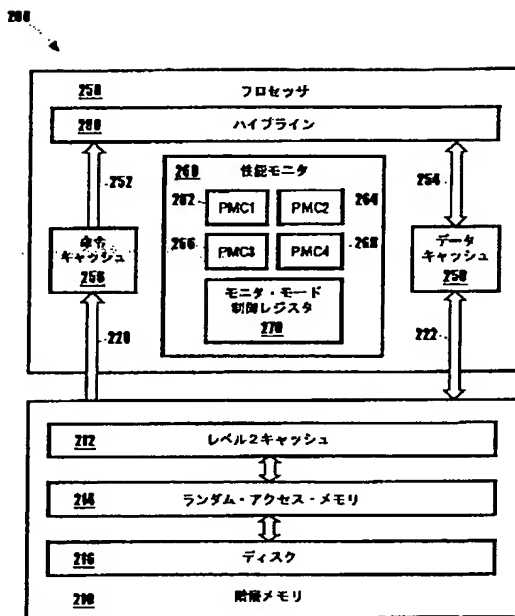 200
250 プロセッサ
280 パイプライン
252
260 性能モニタ
254
262
PMC1
PMC2
264
命令
キャッシュ
256
266
PMC3
PMC4
268
データ
キャッシュ
258
モニタ・モード
制御レジスタ
270
220
222
212 レベル2キャッシュ
214 ランダム・アクセス・メモリ
216 ディスク
210 階層メモリ